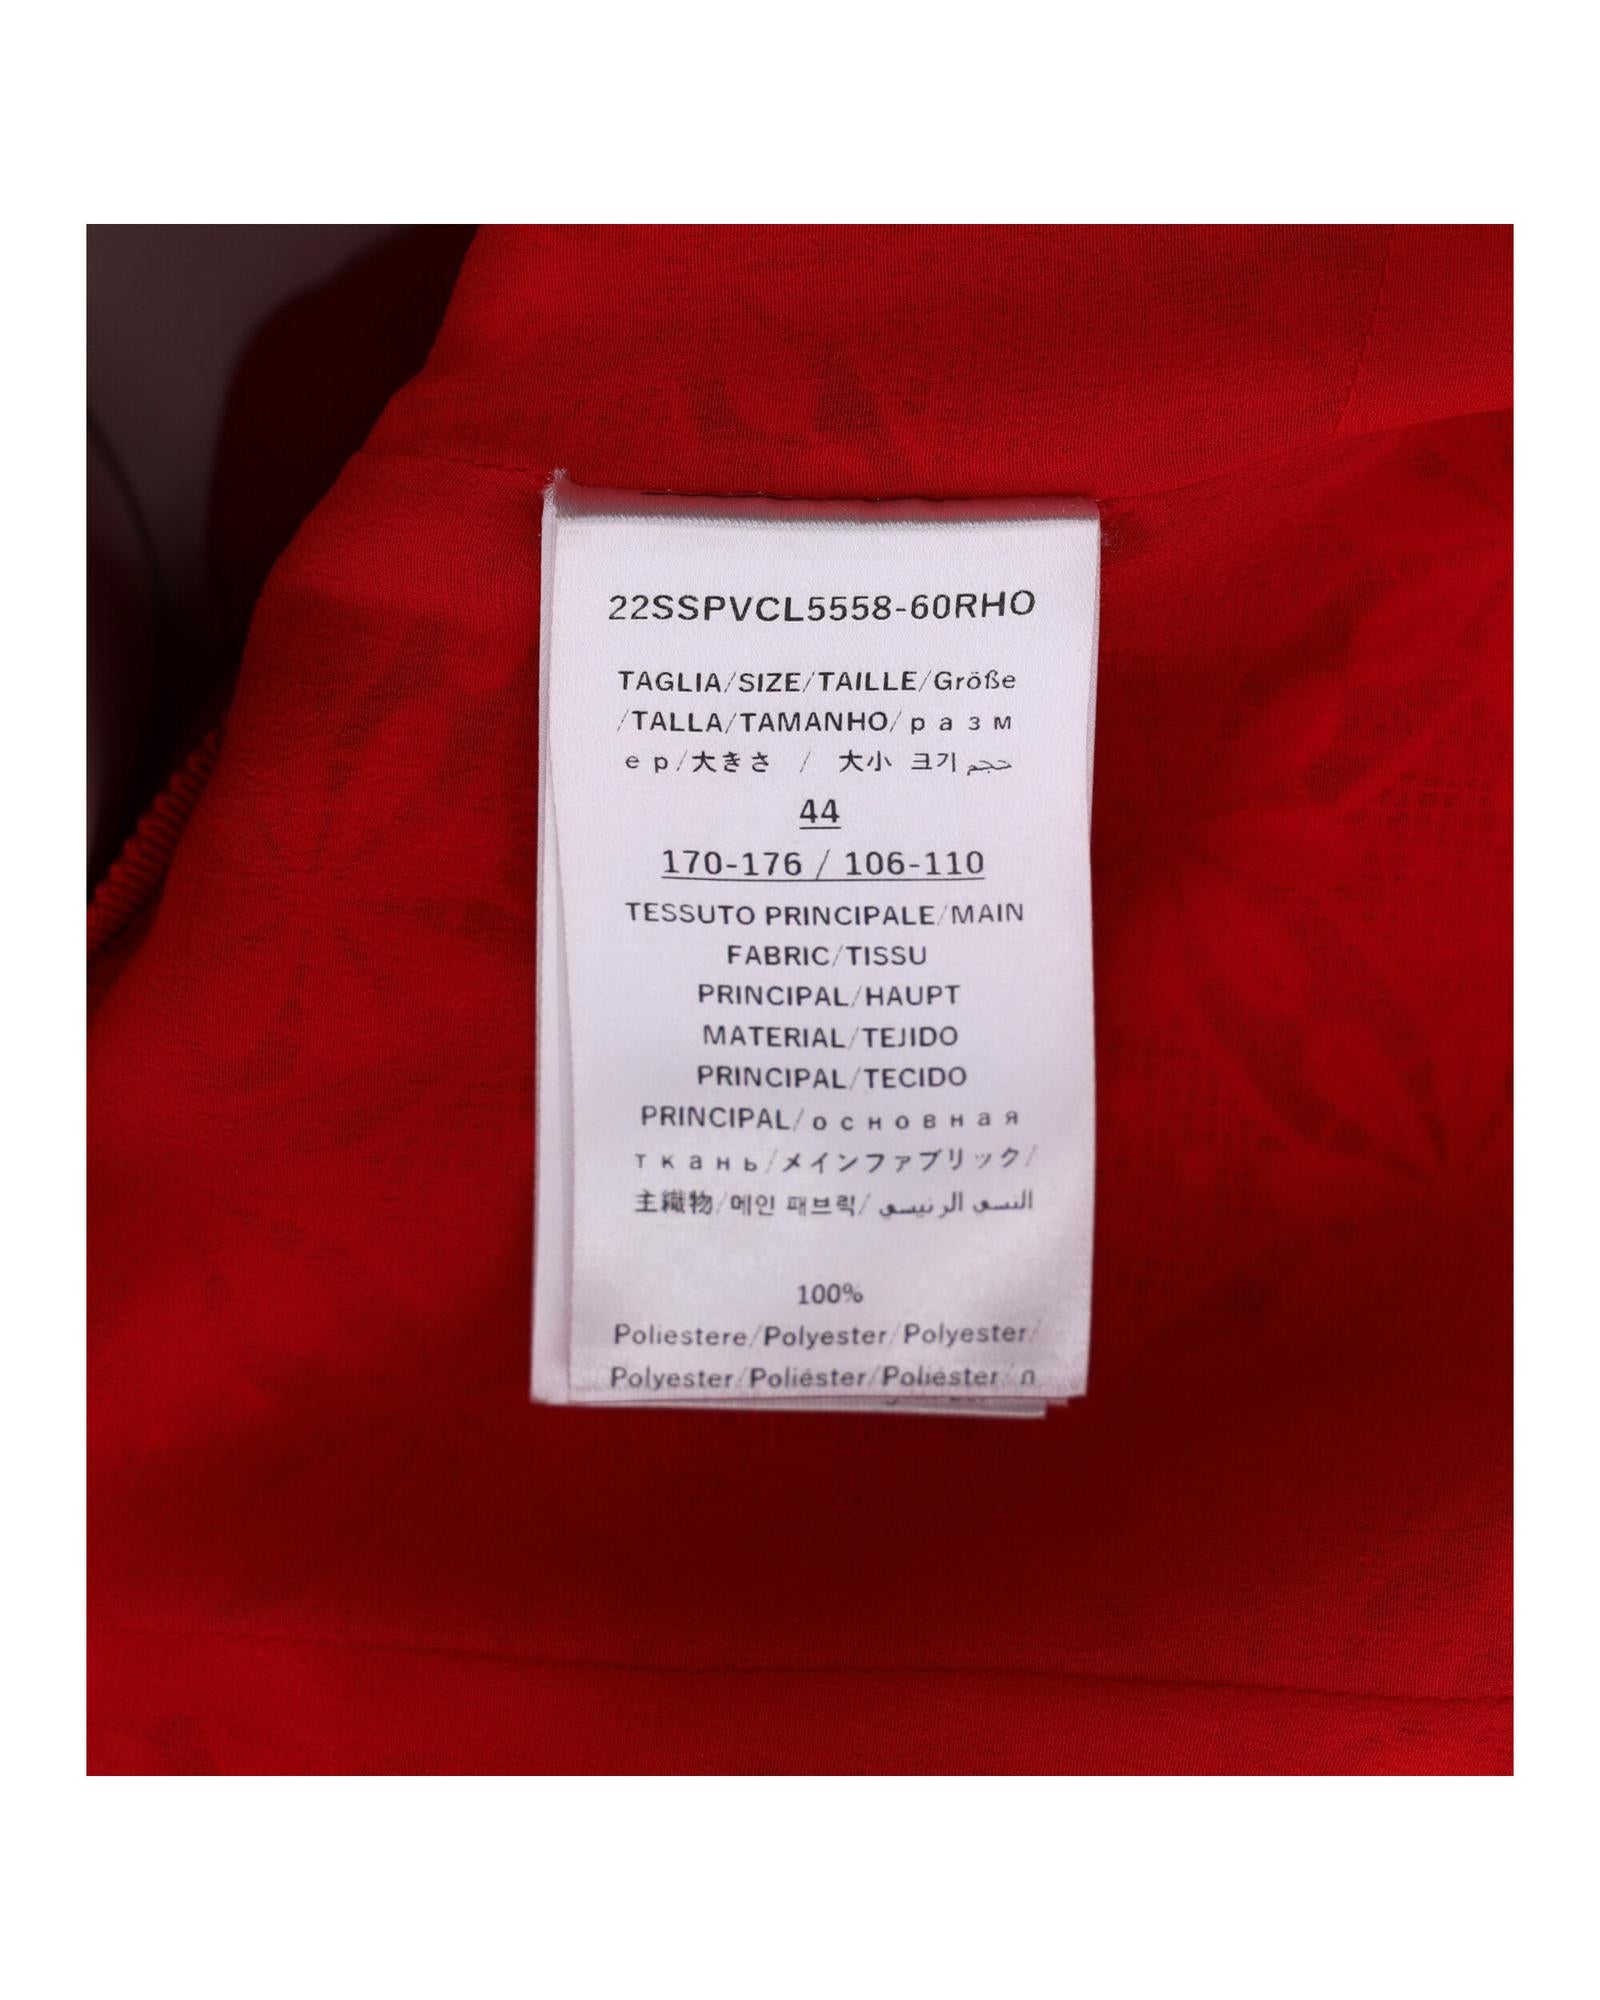 22SSPVCL5558-60RHO
TAGLIA/SIZE/TAILLE/Größe
/TALLA/TAMANHO/разм
ер/大きさ / 大小 크기 حجم
44
170-176 / 106-110
TESSUTO PRINCIPALE/MAIN
FABRIC/TISSU
PRINCIPAL/HAUPT
MATERIAL/TEJIDO
PRINCIPAL/TECIDO
PRINCIPAL/основная
ткань/メインファブリック/
主織物/메인 패브릭/ النسى الرئيسي
100%
Poliestere/Polyester/Polyester/
Polyester/Poliéster/Poliéster/п